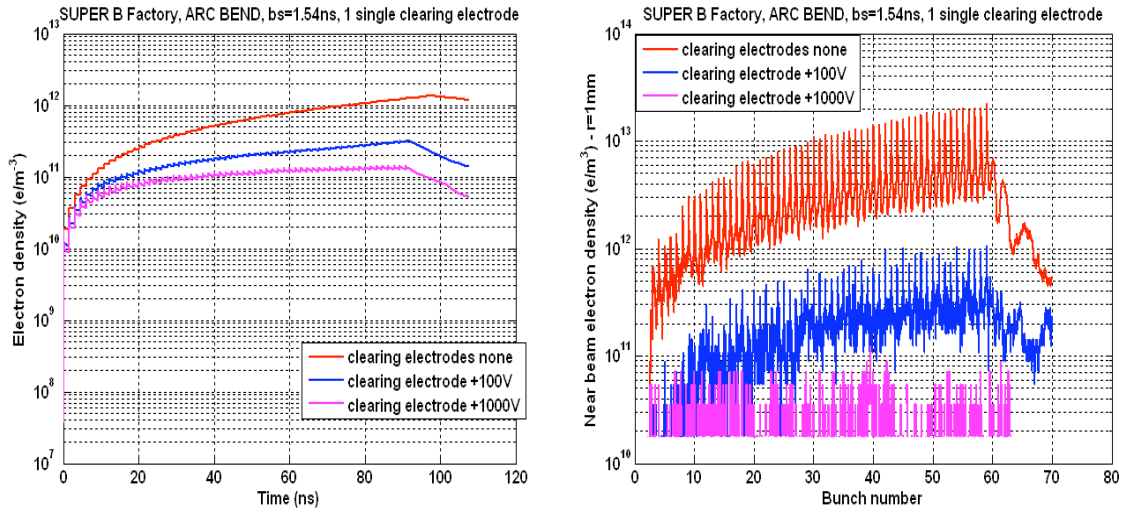 SUPER B Factory, ARC BEND, bs=1.54ns, 1 single clearing electrode
10^13
10^12
10^11
10^10
10^9
10^8
10^7
Electron density (e/m^-3)
clearing electrodes none
clearing electrode +100V
clearing electrode +1000V
0 20 40 60 80 100 120
Time (ns)
SUPER B Factory, ARC BEND, bs=1.54ns, 1 single clearing electrode
10^14
10^13
10^12
10^11
10^10
Near beam electron density (e/m^3) - r=1mm
clearing electrodes none
clearing electrode +100V
clearing electrode +1000V
0 10 20 30 40 50 60 70 80
Bunch number